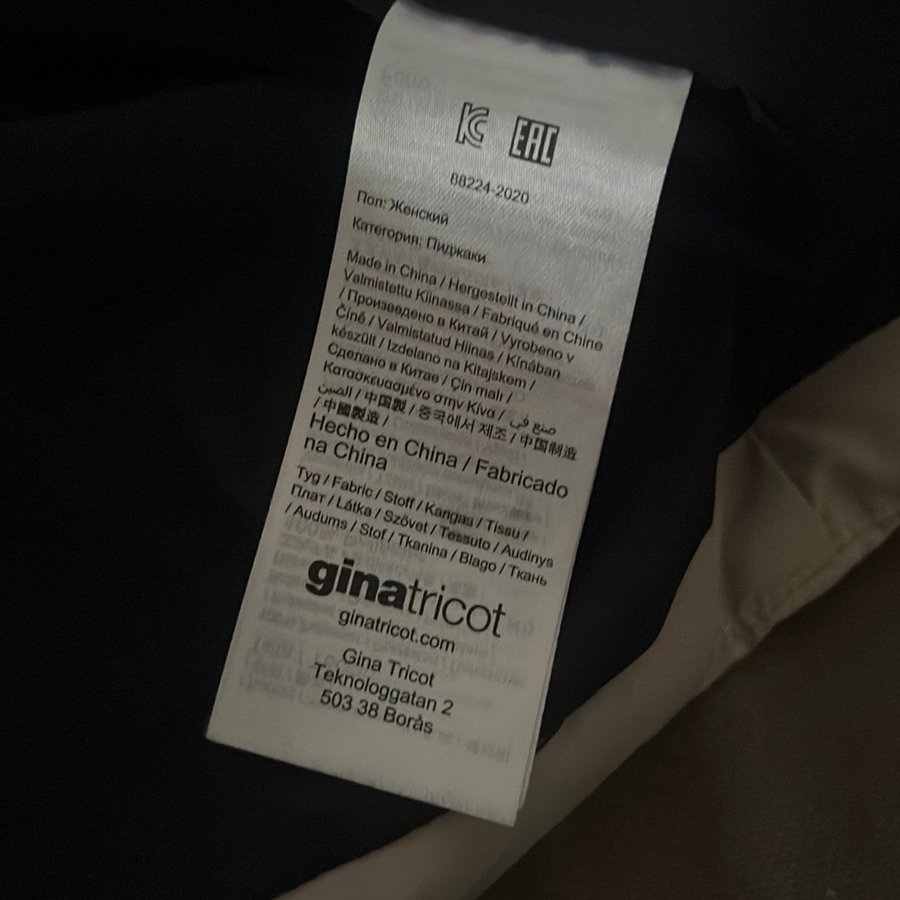 KC EAC
88224-2020
Пол: Женский
Категория: Пиджаки
Made in China / Hergestellt in China /
Valmistettu Kiinassa / Fabriqué en Chine
/ Произведено в Китай / Vyrobeno v
Číně / Valmistatud Hiinas / Kínában
készült / Izdelano na Kitajskem /
Сделано в Китае / Çin malı /
Κατασκευασμένο στην Κίνα / صنع في
الصين / 中国製 / 중국에서 제조 / 中国制造
/ 中國製造 /
Hecho en China / Fabricado
na China
Tyg / Fabric / Stoff / Kangas / Tissu /
Плат / Látka / Szövet / Tessuto / Audinys
/ Audums / Stof / Tkanina / Blago / Ткань
ginatricot
ginatricot.com
Gina Tricot
Teknologgatan 2
503 38 Borås